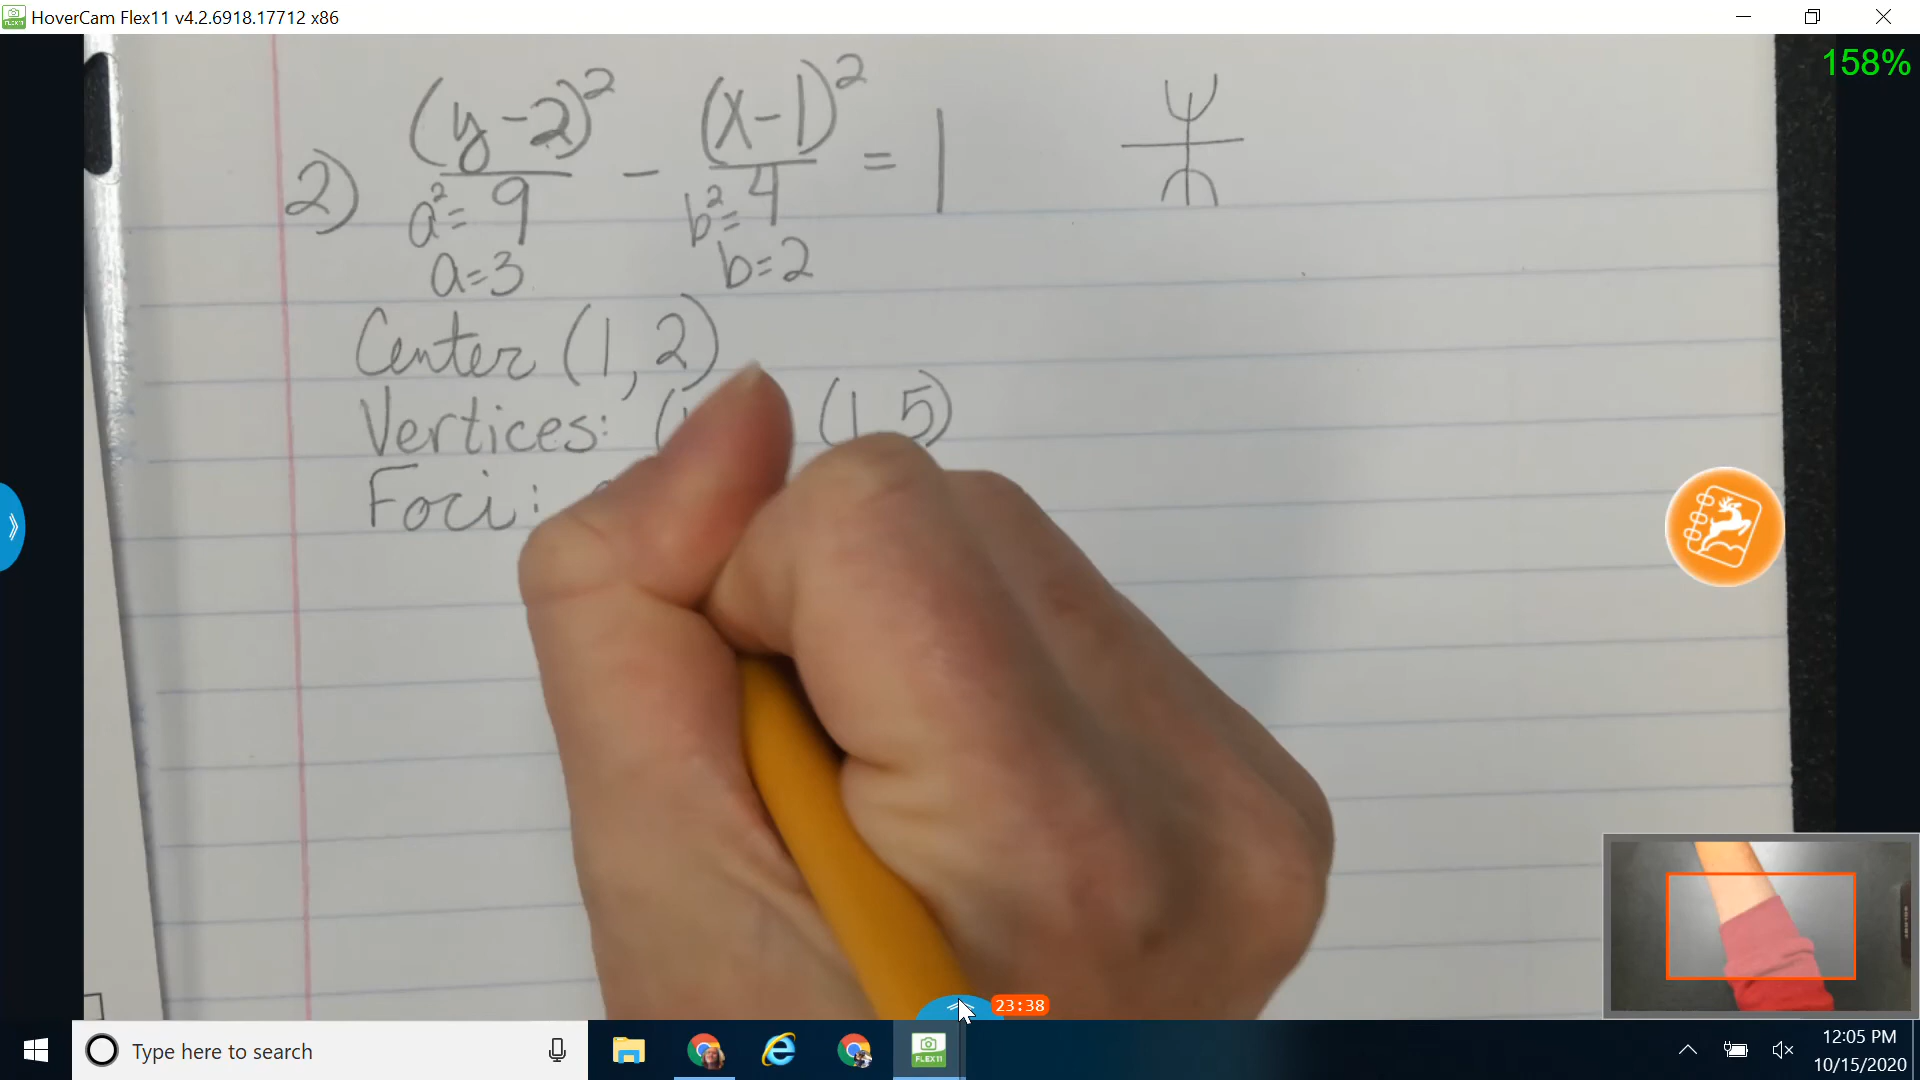 HoverCam Flex11 v4.2.6918.17712 x86
158%
2) (y-2)² / 9 - (x-1)² / 4 = 1
a²= b²=
a=3 b=2
Center (1, 2)
Vertices: (1 (1, 5)
Foci:
23:38
Type here to search
FLEX11
12:05 PM
10/15/2020